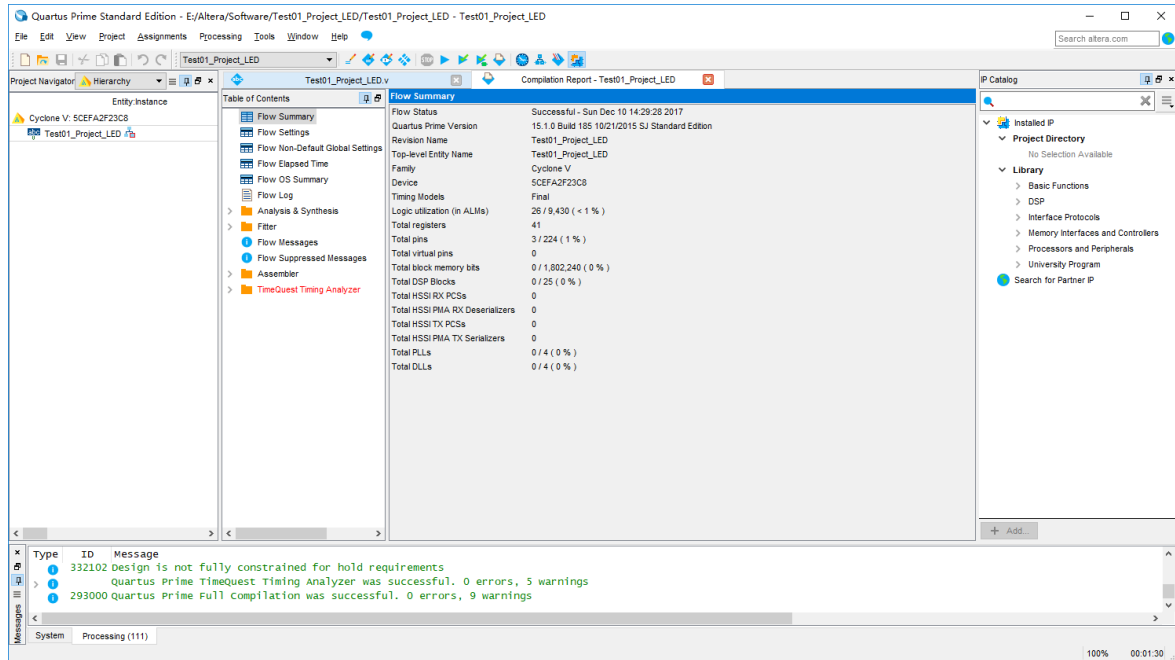 Quartus Prime Standard Edition - E:/Altera/Software/Test01_Project_LED/Test01_Project_LED - Test01_Project_LED
File Edit View Project Assignments Processing Tools Window Help
Search altera.com
Test01_Project_LED
Project Navigator Hierarchy
Entity:Instance
Cyclone V: 5CEFA2F23C8
Test01_Project_LED
Test01_Project_LED.v
Compilation Report - Test01_Project_LED
Table of Contents
Flow Summary
Flow Settings
Flow Non-Default Global Settings
Flow Elapsed Time
Flow OS Summary
Flow Log
Analysis & Synthesis
Fitter
Flow Messages
Flow Suppressed Messages
Assembler
TimeQuest Timing Analyzer
Flow Summary
Flow Status Successful - Sun Dec 10 14:29:28 2017
Quartus Prime Version 15.1.0 Build 185 10/21/2015 SJ Standard Edition
Revision Name Test01_Project_LED
Top-level Entity Name Test01_Project_LED
Family Cyclone V
Device 5CEFA2F23C8
Timing Models Final
Logic utilization (in ALMs) 26 / 9,430 ( < 1 % )
Total registers 41
Total pins 3 / 224 ( 1 % )
Total virtual pins 0
Total block memory bits 0 / 1,802,240 ( 0 % )
Total DSP Blocks 0 / 25 ( 0 % )
Total HSSI RX PCSs 0
Total HSSI PMA RX Deserializers 0
Total HSSI TX PCSs 0
Total HSSI PMA TX Serializers 0
Total PLLs 0 / 4 ( 0 % )
Total DLLs 0 / 4 ( 0 % )
IP Catalog
Installed IP
Project Directory
No Selection Available
Library
Basic Functions
DSP
Interface Protocols
Memory Interfaces and Controllers
Processors and Peripherals
University Program
Search for Partner IP
+ Add...
Type ID Message
332102 Design is not fully constrained for hold requirements
Quartus Prime TimeQuest Timing Analyzer was successful. 0 errors, 5 warnings
293000 Quartus Prime Full Compilation was successful. 0 errors, 9 warnings
Messages
System Processing (111)
100% 00:01:30